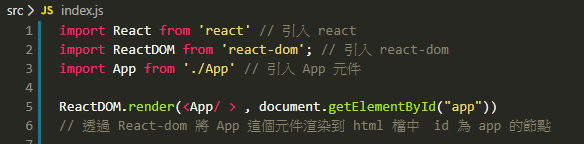 src > JS index.js
1 import React from 'react' // 引入 react
2 import ReactDOM from 'react-dom'; // 引入 react-dom
3 import App from './App' // 引入 App 元件
4
5 ReactDOM.render(<App/ > , document.getElementById("app"))
6 // 透過 React-dom 將 App 這個元件渲染到 html 檔中 id 為 app 的節點